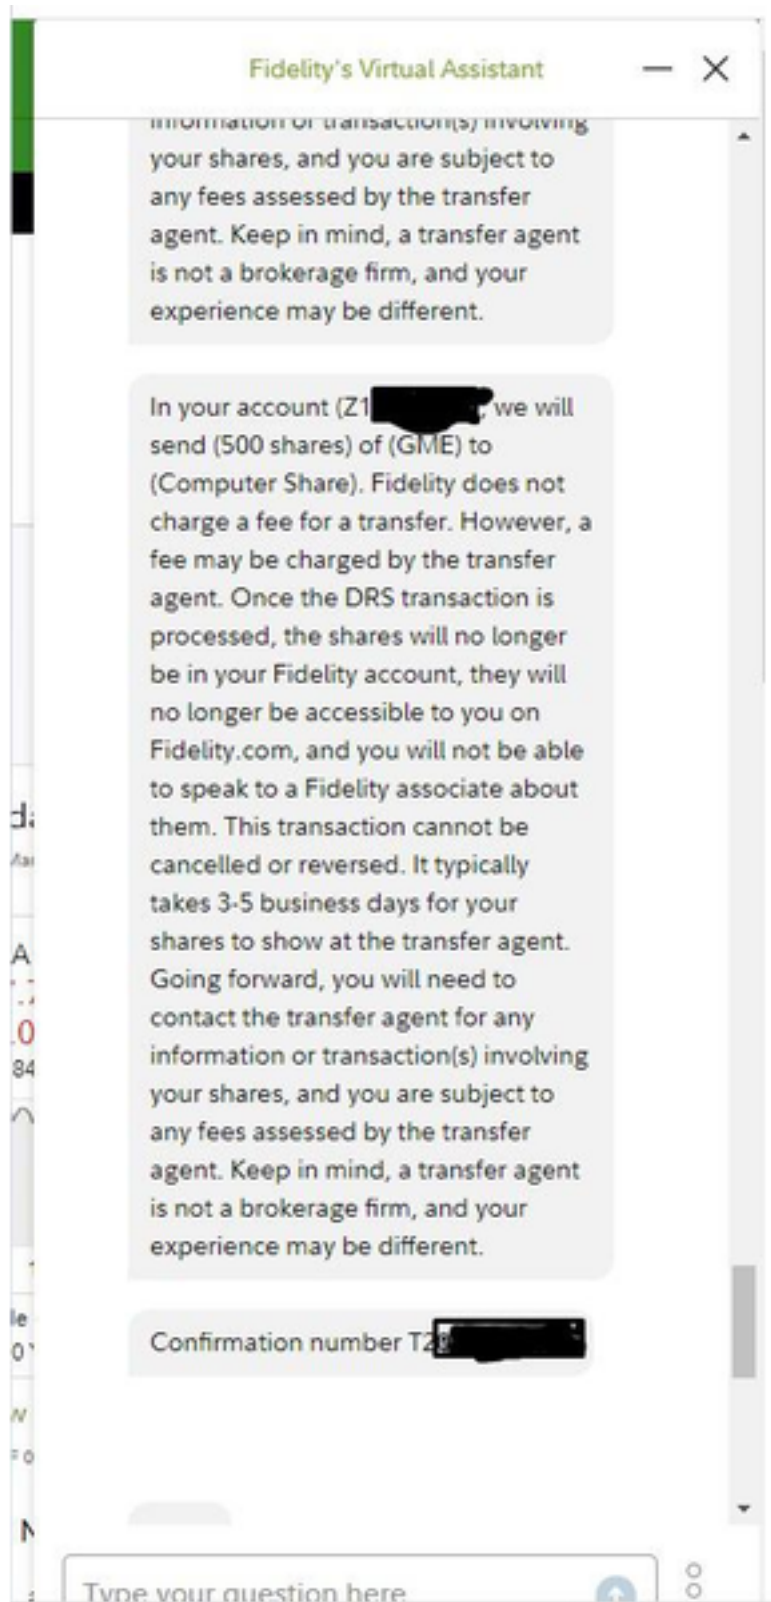 Fidelity's Virtual Assistant
information or transaction(s) involving
your shares, and you are subject to
any fees assessed by the transfer
agent. Keep in mind, a transfer agent
is not a brokerage firm, and your
experience may be different.
In your account (Z1 , we will
send (500 shares) of (GME) to
(Computer Share). Fidelity does not
charge a fee for a transfer. However, a
fee may be charged by the transfer
agent. Once the DRS transaction is
processed, the shares will no longer
be in your Fidelity account, they will
no longer be accessible to you on
Fidelity.com, and you will not be able
to speak to a Fidelity associate about
them. This transaction cannot be
cancelled or reversed. It typically
takes 3-5 business days for your
shares to show at the transfer agent.
Going forward, you will need to
contact the transfer agent for any
information or transaction(s) involving
your shares, and you are subject to
any fees assessed by the transfer
agent. Keep in mind, a transfer agent
is not a brokerage firm, and your
experience may be different.
Confirmation number T2
Type your question here
A
84